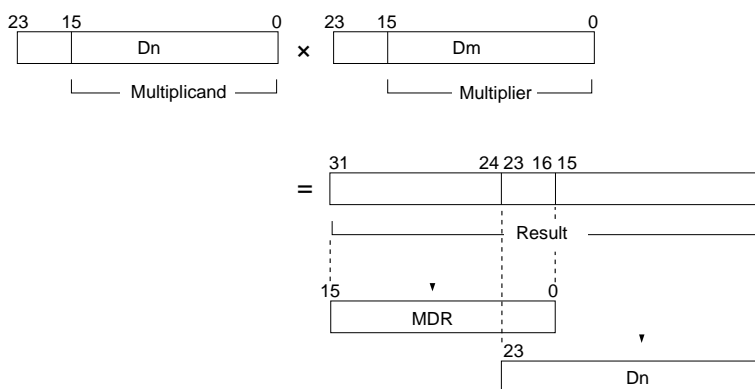 23 15 0 23 15 0
Dn × Dm
Multiplicand Multiplier
31 24 23 16 15
=
Result
15 0
MDR
23
Dn